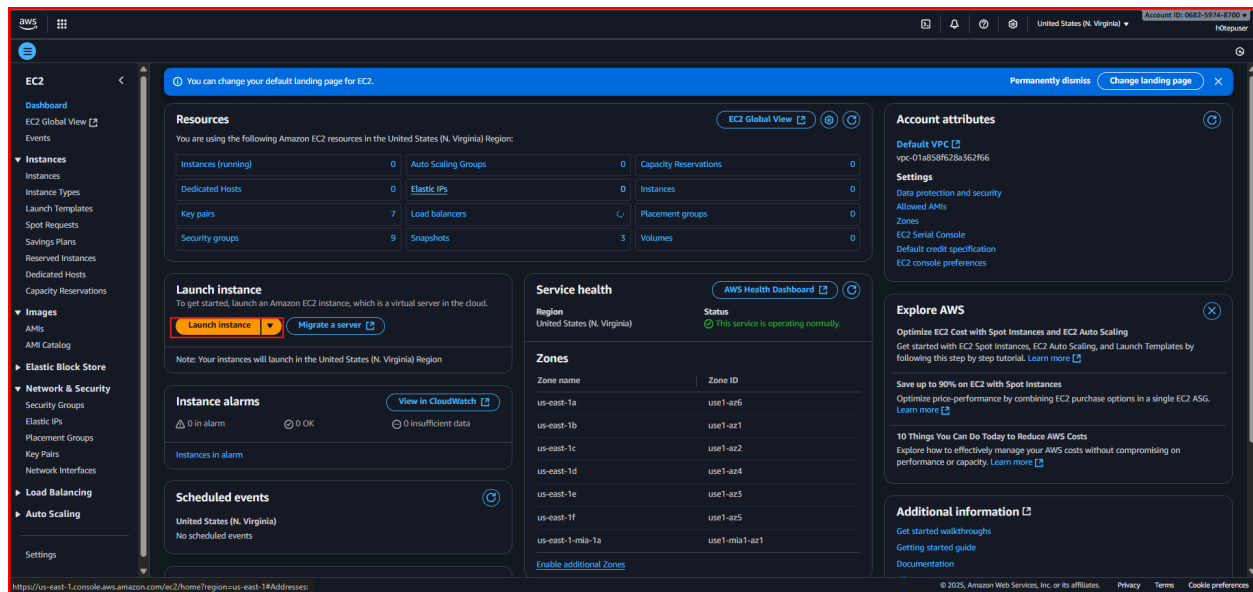 aws
United States (N. Virginia)
Account ID: 0682-5974-8700
h0tepuser
EC2
Dashboard
EC2 Global View
Events
Instances
Instances
Instance Types
Launch Templates
Spot Requests
Savings Plans
Reserved Instances
Dedicated Hosts
Capacity Reservations
Images
AMIs
AMI Catalog
Elastic Block Store
Network & Security
Security Groups
Elastic IPs
Placement Groups
Key Pairs
Network Interfaces
Load Balancing
Auto Scaling
Settings
You can change your default landing page for EC2.
Permanently dismiss
Change landing page
Resources
EC2 Global View
You are using the following Amazon EC2 resources in the United States (N. Virginia) Region:
Instances (running) 0 Auto Scaling Groups 0 Capacity Reservations 0
Dedicated Hosts 0 Elastic IPs 0 Instances 0
Key pairs 7 Load balancers Placement groups 0
Security groups 9 Snapshots 3 Volumes 0
Launch instance
To get started, launch an Amazon EC2 instance, which is a virtual server in the cloud.
Launch instance
Migrate a server
Note: Your instances will launch in the United States (N. Virginia) Region
Instance alarms
View in CloudWatch
0 in alarm 0 OK 0 insufficient data
Instances in alarm
Scheduled events
United States (N. Virginia)
No scheduled events
Service health
AWS Health Dashboard
Region Status
United States (N. Virginia) This service is operating normally.
Zones
Zone name Zone ID
us-east-1a use1-az6
us-east-1b use1-az1
us-east-1c use1-az2
us-east-1d use1-az4
us-east-1e use1-az3
us-east-1f use1-az5
us-east-1-mia-1a use1-mia1-az1
Enable additional Zones
Account attributes
Default VPC
vpc-01a858f628a362f66
Settings
Data protection and security
Allowed AMIs
Zones
EC2 Serial Console
Default credit specification
EC2 console preferences
Explore AWS
Optimize EC2 Cost with Spot Instances and EC2 Auto Scaling
Get started with EC2 Spot Instances, EC2 Auto Scaling, and Launch Templates by
following this step by step tutorial. Learn more
Save up to 90% on EC2 with Spot Instances
Optimize price-performance by combining EC2 purchase options in a single EC2 ASG.
Learn more
10 Things You Can Do Today to Reduce AWS Costs
Explore how to effectively manage your AWS costs without compromising on
performance or capacity. Learn more
Additional information
Get started walkthroughs
Getting started guide
Documentation
https://us-east-1.console.aws.amazon.com/ec2/home?region=us-east-1#Addresses:
© 2025, Amazon Web Services, Inc. or its affiliates. Privacy Terms Cookie preferences